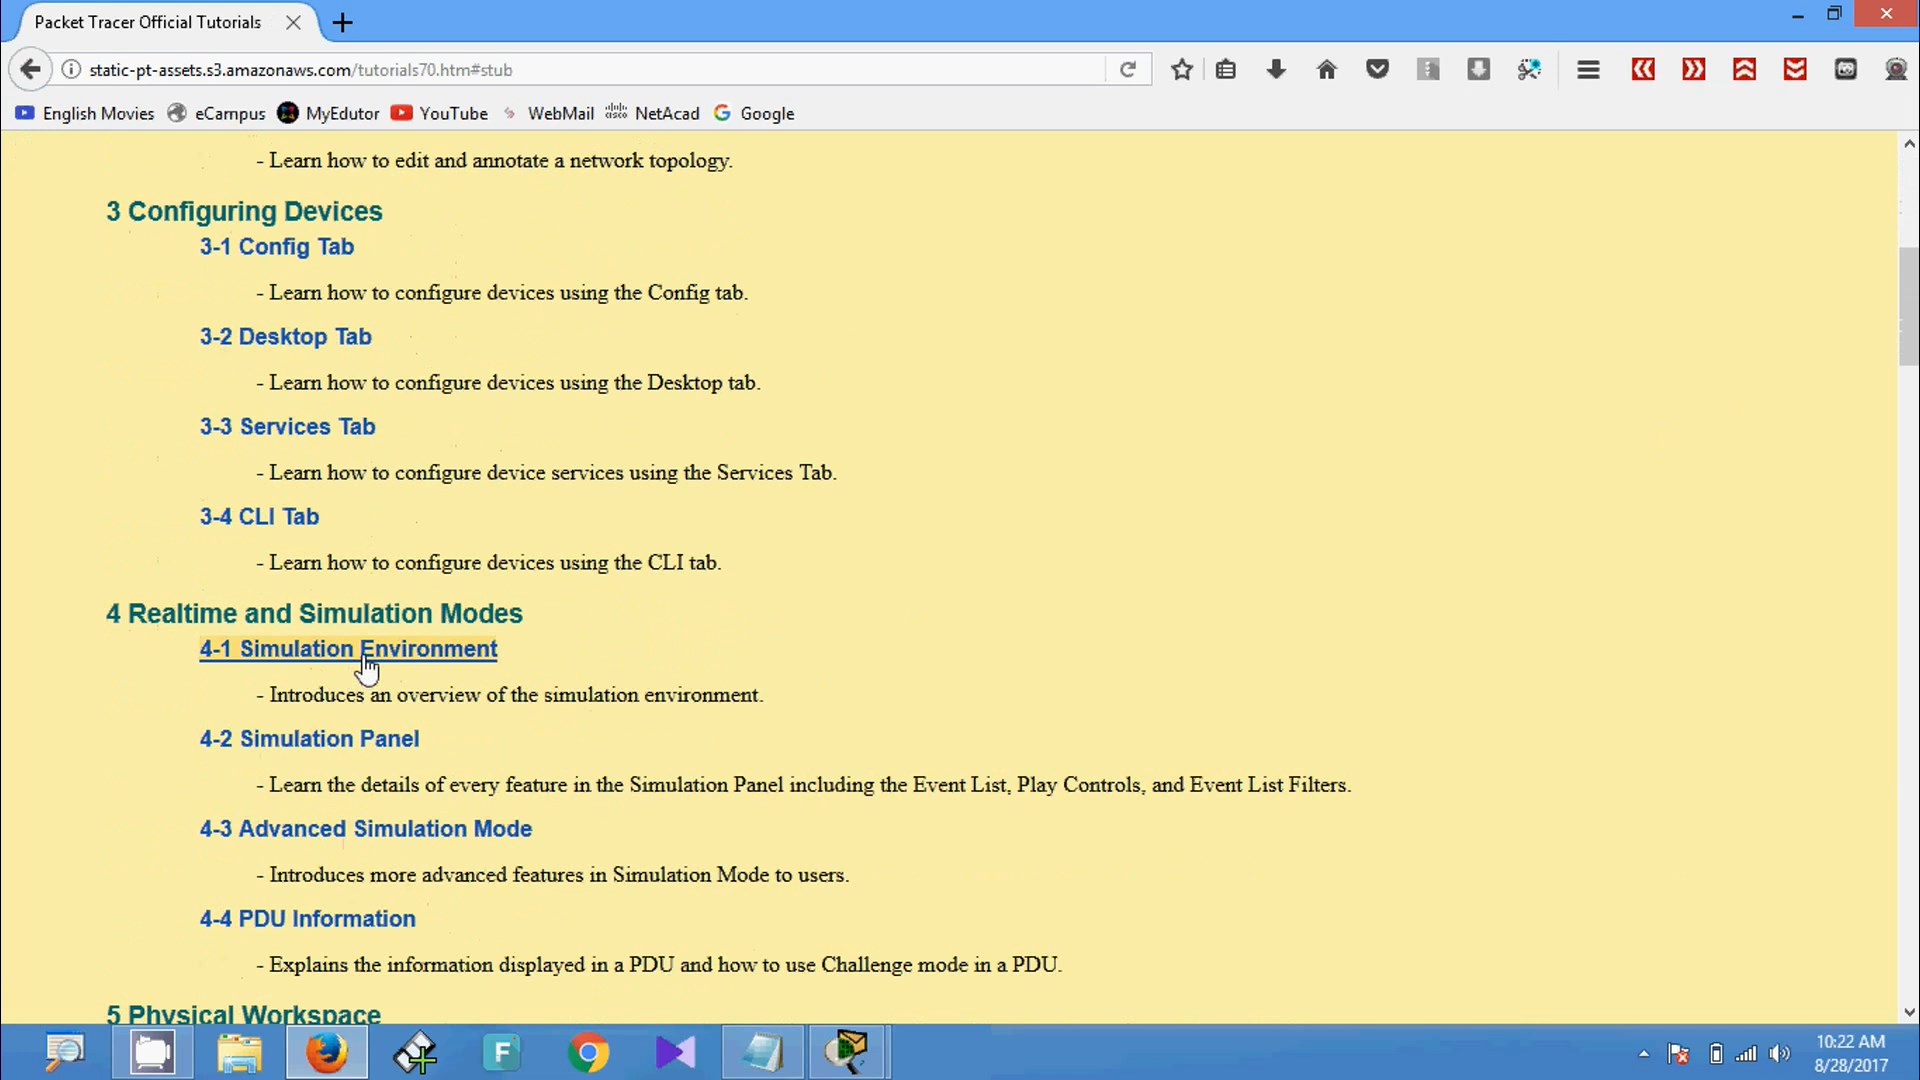 Packet Tracer Official Tutorials
static-pt-assets.s3.amazonaws.com/tutorials70.htm#stub
English Movies eCampus MyEdutor YouTube WebMail NetAcad Google
- Learn how to edit and annotate a network topology.
3 Configuring Devices
3-1 Config Tab
- Learn how to configure devices using the Config tab.
3-2 Desktop Tab
- Learn how to configure devices using the Desktop tab.
3-3 Services Tab
- Learn how to configure device services using the Services Tab.
3-4 CLI Tab
- Learn how to configure devices using the CLI tab.
4 Realtime and Simulation Modes
4-1 Simulation Environment
- Introduces an overview of the simulation environment.
4-2 Simulation Panel
- Learn the details of every feature in the Simulation Panel including the Event List, Play Controls, and Event List Filters.
4-3 Advanced Simulation Mode
- Introduces more advanced features in Simulation Mode to users.
4-4 PDU Information
- Explains the information displayed in a PDU and how to use Challenge mode in a PDU.
5 Physical Workspace
10:22 AM
8/28/2017